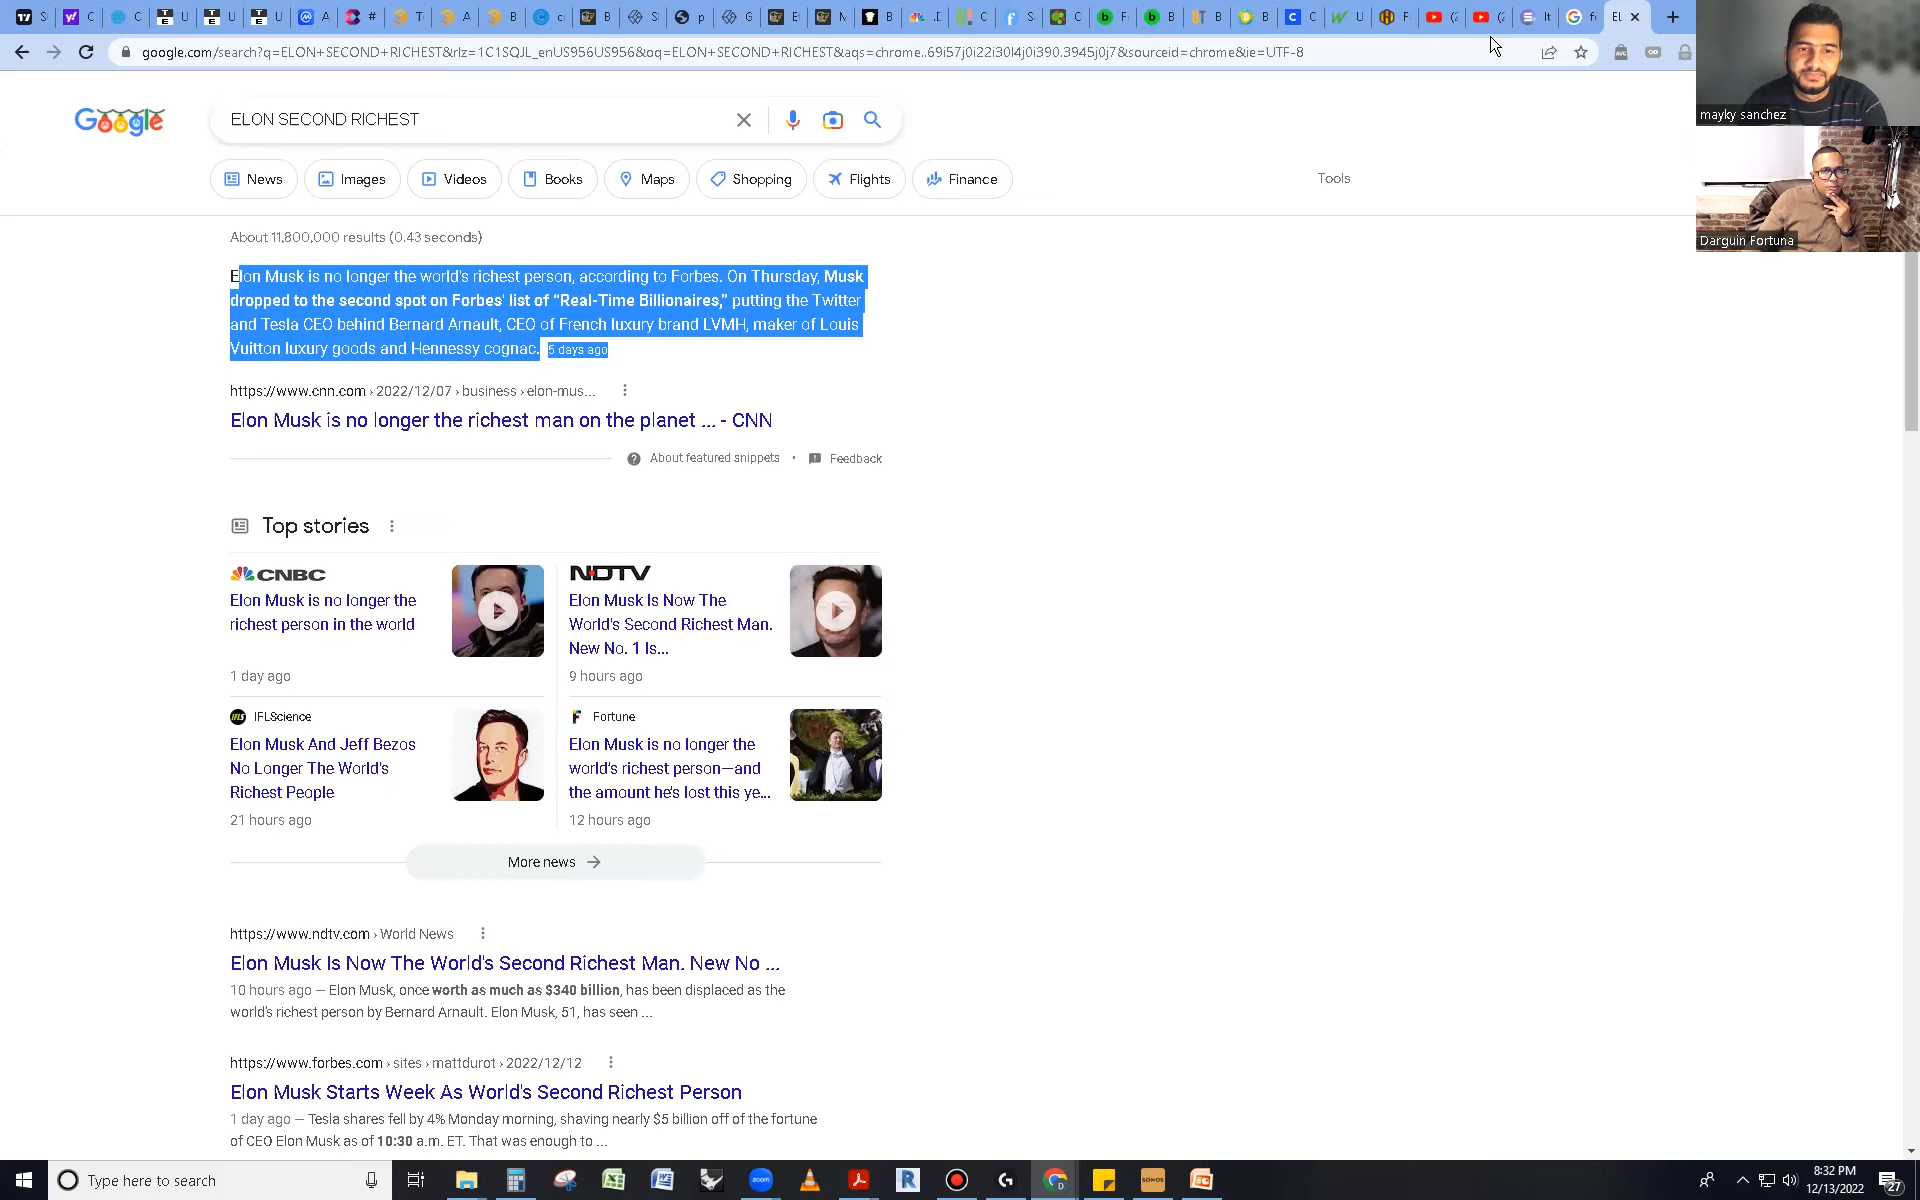 google.com/search?q=ELON+SECOND+RICHEST&rlz=1C1SQJL_enUS956US956&oq=ELON+SECOND+RICHEST&aqs=chrome..69i57j0i22i30l4j0i390.3945j0j7&sourceid=chrome&ie=UTF-8
mayky sanchez
Darguin Fortuna
Google
ELON SECOND RICHEST
News
Images
Videos
Books
Maps
Shopping
Flights
Finance
Tools
About 11,800,000 results (0.43 seconds)
Elon Musk is no longer the world's richest person, according to Forbes. On Thursday, Musk
dropped to the second spot on Forbes' list of “Real-Time Billionaires,” putting the Twitter
and Tesla CEO behind Bernard Arnault, CEO of French luxury brand LVMH, maker of Louis
Vuitton luxury goods and Hennessy cognac. 5 days ago
https://www.cnn.com › 2022/12/07 › business › elon-mus...
Elon Musk is no longer the richest man on the planet ... - CNN
About featured snippets • Feedback
Top stories
CNBC
Elon Musk is no longer the
richest person in the world
1 day ago
NDTV
Elon Musk Is Now The
World's Second Richest Man.
New No. 1 Is...
9 hours ago
IFLScience
Elon Musk And Jeff Bezos
No Longer The World's
Richest People
21 hours ago
Fortune
Elon Musk is no longer the
world's richest person—and
the amount he's lost this ye...
12 hours ago
More news
https://www.ndtv.com › World News
Elon Musk Is Now The World's Second Richest Man. New No ...
10 hours ago — Elon Musk, once worth as much as $340 billion, has been displaced as the
world's richest person by Bernard Arnault. Elon Musk, 51, has seen ...
https://www.forbes.com › sites › mattdurot › 2022/12/12
Elon Musk Starts Week As World's Second Richest Person
1 day ago — Tesla shares fell by 4% Monday morning, shaving nearly $5 billion off of the fortune
of CEO Elon Musk as of 10:30 a.m. ET. That was enough to ...
Type here to search
zoom
SONOS
8:32 PM
12/13/2022
27